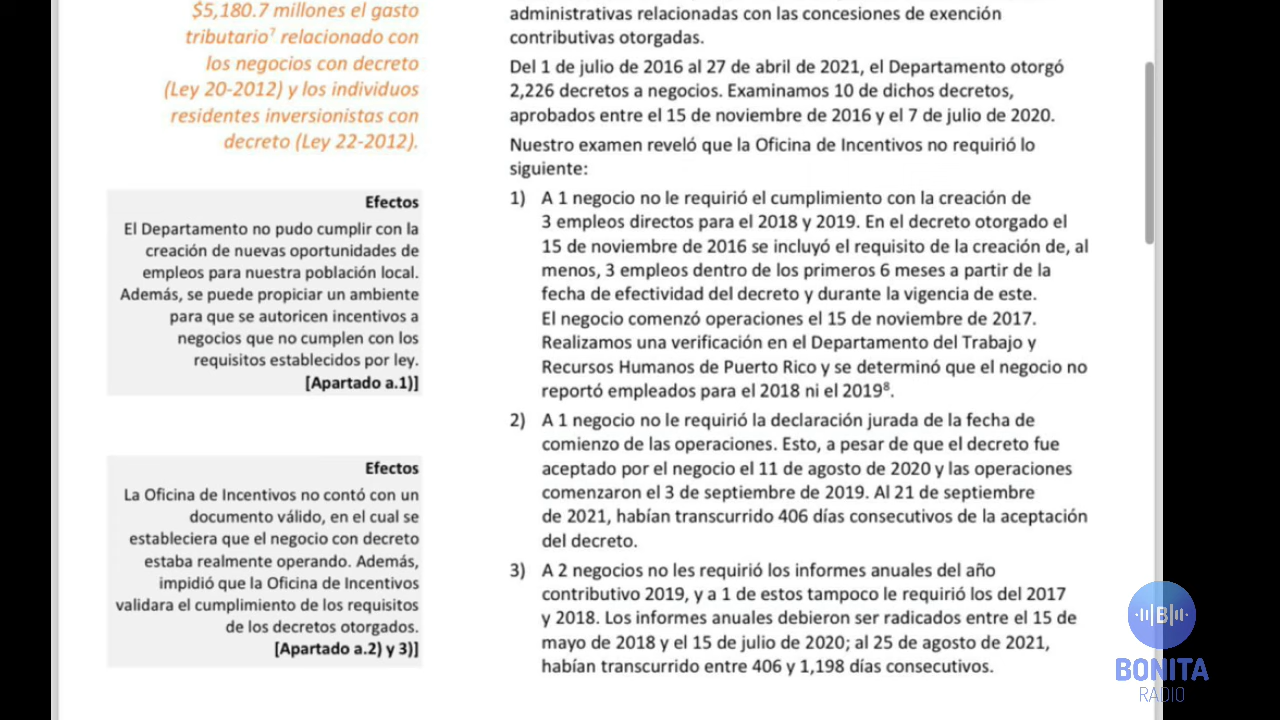 $5,180.7 millones el gasto
tributario⁷ relacionado con
los negocios con decreto
(Ley 20-2012) y los individuos
residentes inversionistas con
decreto (Ley 22-2012).
Efectos
El Departamento no pudo cumplir con la
creación de nuevas oportunidades de
empleos para nuestra población local.
Además, se puede propiciar un ambiente
para que se autoricen incentivos a
negocios que no cumplen con los
requisitos establecidos por ley.
[Apartado a.1)]
Efectos
La Oficina de Incentivos no contó con un
documento válido, en el cual se
estableciera que el negocio con decreto
estaba realmente operando. Además,
impidió que la Oficina de Incentivos
validara el cumplimiento de los requisitos
de los decretos otorgados.
[Apartado a.2) y 3)]
administrativas relacionadas con las concesiones de exención
contributivas otorgadas.
Del 1 de julio de 2016 al 27 de abril de 2021, el Departamento otorgó
2,226 decretos a negocios. Examinamos 10 de dichos decretos,
aprobados entre el 15 de noviembre de 2016 y el 7 de julio de 2020.
Nuestro examen reveló que la Oficina de Incentivos no requirió lo
siguiente:
1) A 1 negocio no le requirió el cumplimiento con la creación de
3 empleos directos para el 2018 y 2019. En el decreto otorgado el
15 de noviembre de 2016 se incluyó el requisito de la creación de, al
menos, 3 empleos dentro de los primeros 6 meses a partir de la
fecha de efectividad del decreto y durante la vigencia de este.
El negocio comenzó operaciones el 15 de noviembre de 2017.
Realizamos una verificación en el Departamento del Trabajo y
Recursos Humanos de Puerto Rico y se determinó que el negocio no
reportó empleados para el 2018 ni el 2019⁸.
2) A 1 negocio no le requirió la declaración jurada de la fecha de
comienzo de las operaciones. Esto, a pesar de que el decreto fue
aceptado por el negocio el 11 de agosto de 2020 y las operaciones
comenzaron el 3 de septiembre de 2019. Al 21 de septiembre
de 2021, habían transcurrido 406 días consecutivos de la aceptación
del decreto.
3) A 2 negocios no les requirió los informes anuales del año
contributivo 2019, y a 1 de estos tampoco le requirió los del 2017
y 2018. Los informes anuales debieron ser radicados entre el 15 de
mayo de 2018 y el 15 de julio de 2020; al 25 de agosto de 2021,
habían transcurrido entre 406 y 1,198 días consecutivos.
B
BONITA
RADIO